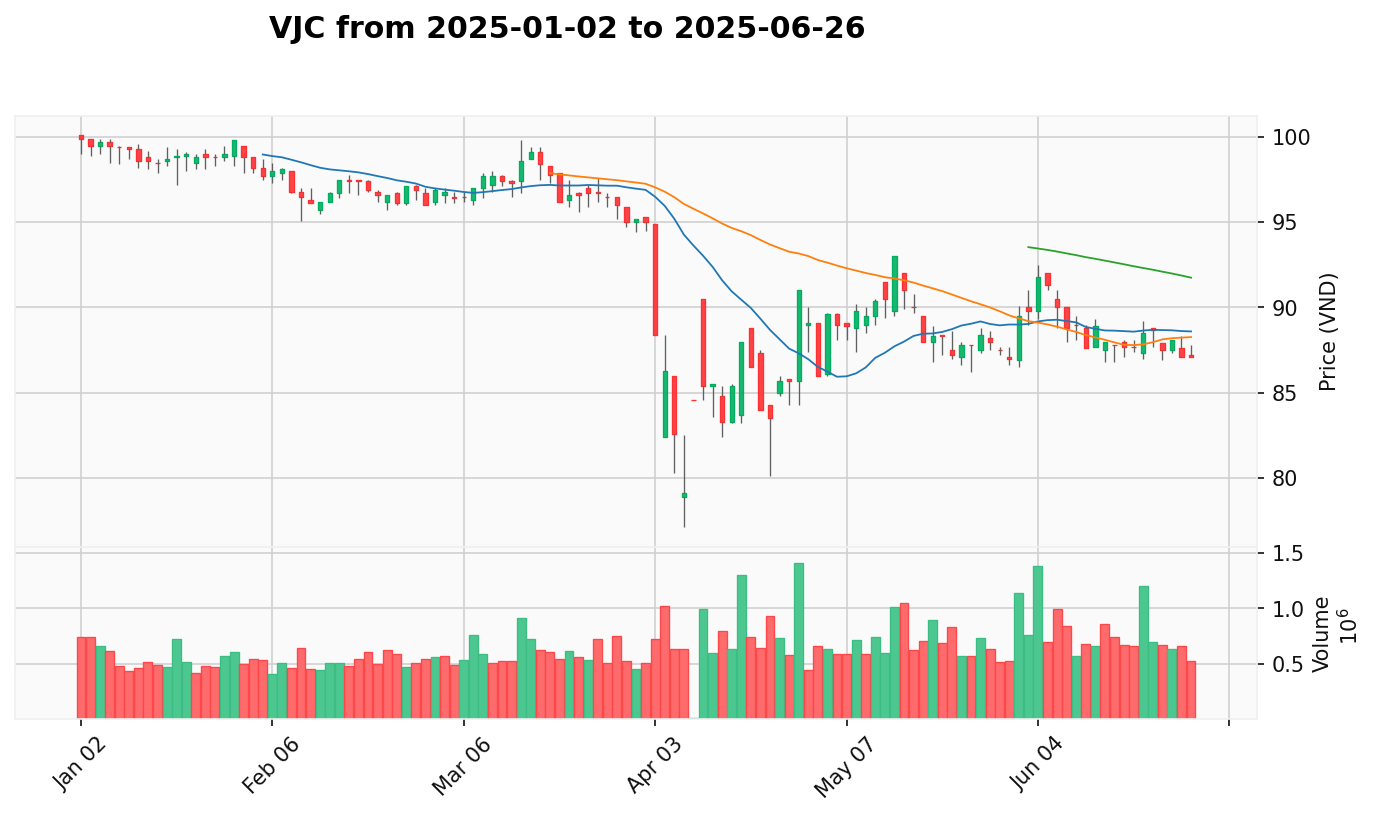 VJC from 2025-01-02 to 2025-06-26
100
95
90
85
80
Price (VND)
1.5
1.0
0.5
Volume
10⁶
Jan 02
Feb 06
Mar 06
Apr 03
May 07
Jun 04